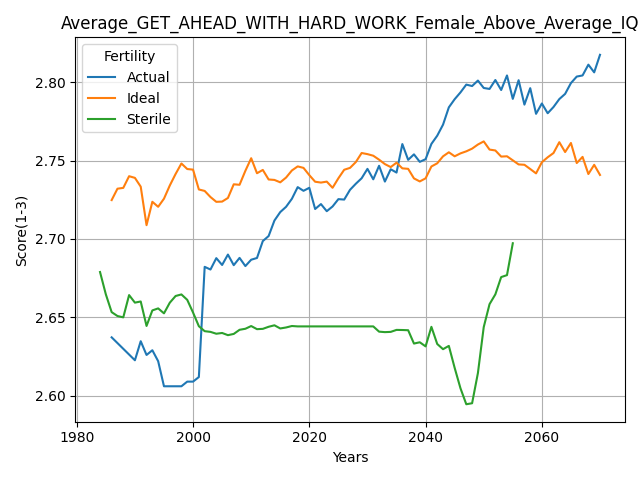 Average_GET_AHEAD_WITH_HARD_WORK_Female_Above_Average_IQ
Fertility
Actual
Ideal
Sterile
Score(1-3)
2.80
2.75
2.70
2.65
2.60
1980
2000
2020
2040
2060
Years